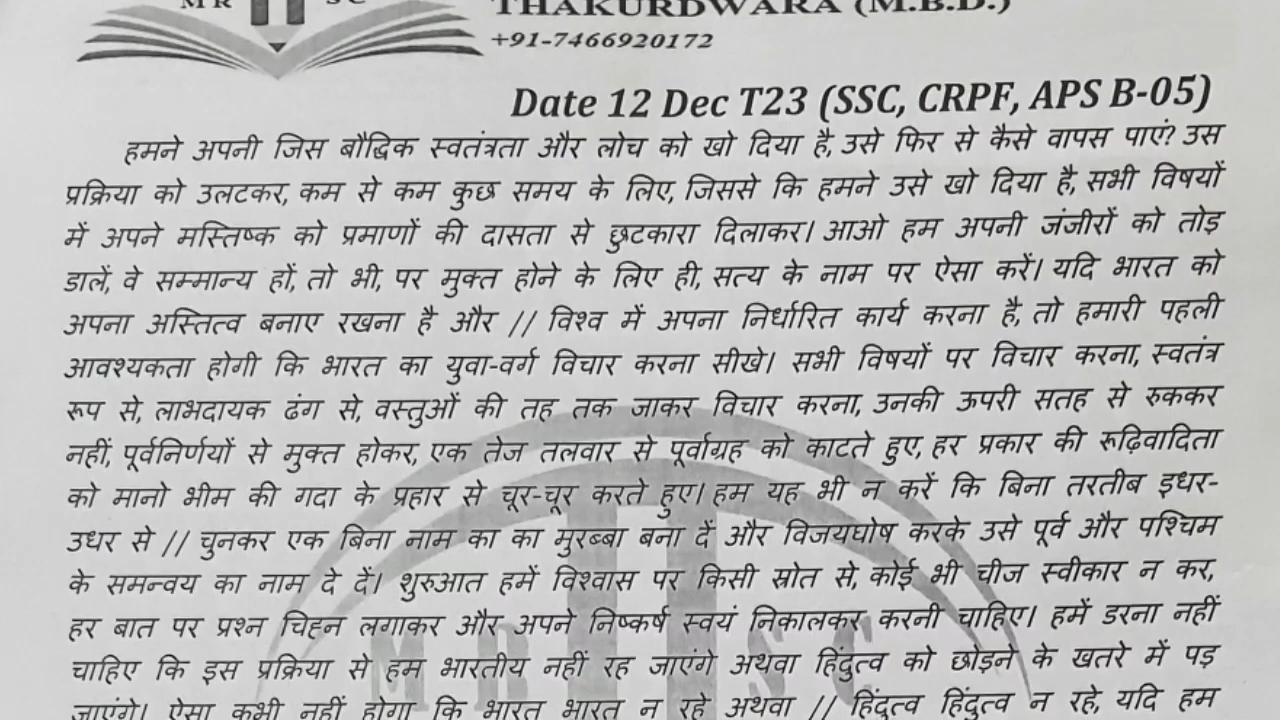 MR SC
THAKURDWARA (M.B.D.)
+91-7466920172
Date 12 Dec T23 (SSC, CRPF, APS B-05)
हमने अपनी जिस बौद्धिक स्वतंत्रता और लोच को खो दिया है, उसे फिर से कैसे वापस पाएं? उस
प्रक्रिया को उलटकर, कम से कम कुछ समय के लिए, जिससे कि हमने उसे खो दिया है, सभी विषयों
में अपने मस्तिष्क को प्रमाणों की दासता से छुटकारा दिलाकर। आओ हम अपनी जंजीरों को तोड़
डालें, वे सम्मान्य हों, तो भी, पर मुक्त होने के लिए ही, सत्य के नाम पर ऐसा करें। यदि भारत को
अपना अस्तित्व बनाए रखना है और // विश्व में अपना निर्धारित कार्य करना है, तो हमारी पहली
आवश्यकता होगी कि भारत का युवा-वर्ग विचार करना सीखे। सभी विषयों पर विचार करना, स्वतंत्र
रूप से, लाभदायक ढंग से, वस्तुओं की तह तक जाकर विचार करना, उनकी ऊपरी सतह से रुककर
नहीं, पूर्वनिर्णयों से मुक्त होकर, एक तेज तलवार से पूर्वाग्रह को काटते हुए, हर प्रकार की रूढ़िवादिता
को मानो भीम की गदा के प्रहार से चूर-चूर करते हुए। हम यह भी न करें कि बिना तरतीब इधर-
उधर से // चुनकर एक बिना नाम का का मुरब्बा बना दें और विजयघोष करके उसे पूर्व और पश्चिम
के समन्वय का नाम दे दें। शुरुआत हमें विश्वास पर किसी स्रोत से, कोई भी चीज स्वीकार न कर,
हर बात पर प्रश्न चिह्न लगाकर और अपने निष्कर्ष स्वयं निकालकर करनी चाहिए। हमें डरना नहीं
चाहिए कि इस प्रक्रिया से हम भारतीय नहीं रह जाएंगे अथवा हिंदुत्व को छोड़ने के खतरे में पड़
जाएंगे। ऐसा कभी नहीं होगा कि भारत भारत न रहे अथवा // हिंदुत्व हिंदुत्व न रहे, यदि हम
MR SC